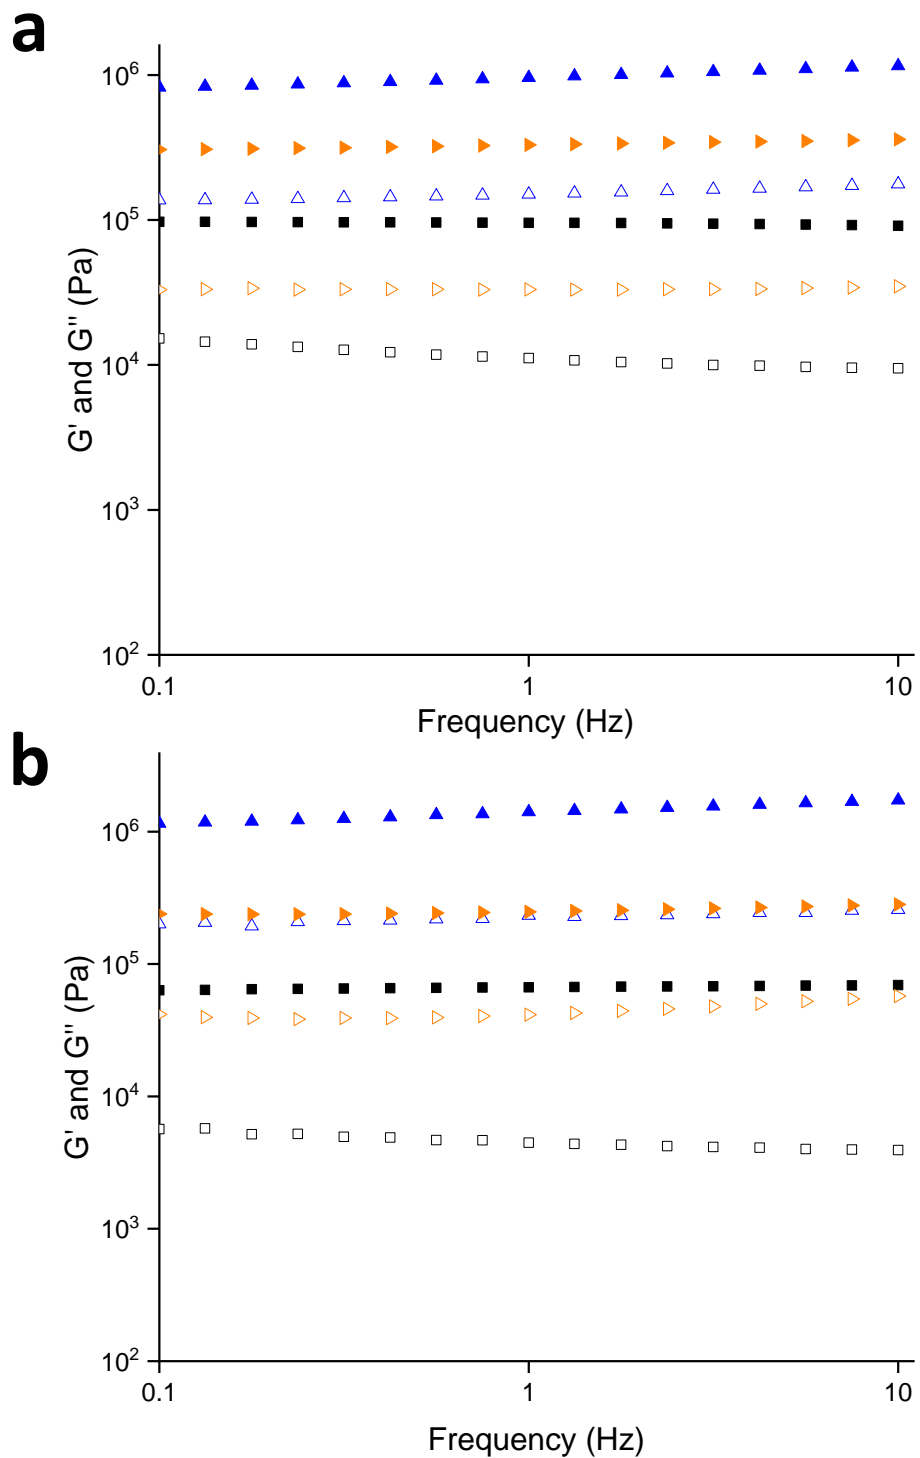 a
10⁶
10⁵
10⁴
10³
10²
G' and G'' (Pa)
0.1 1 10
Frequency (Hz)
b
10⁶
10⁵
10⁴
10³
10²
G' and G'' (Pa)
0.1 1 10
Frequency (Hz)